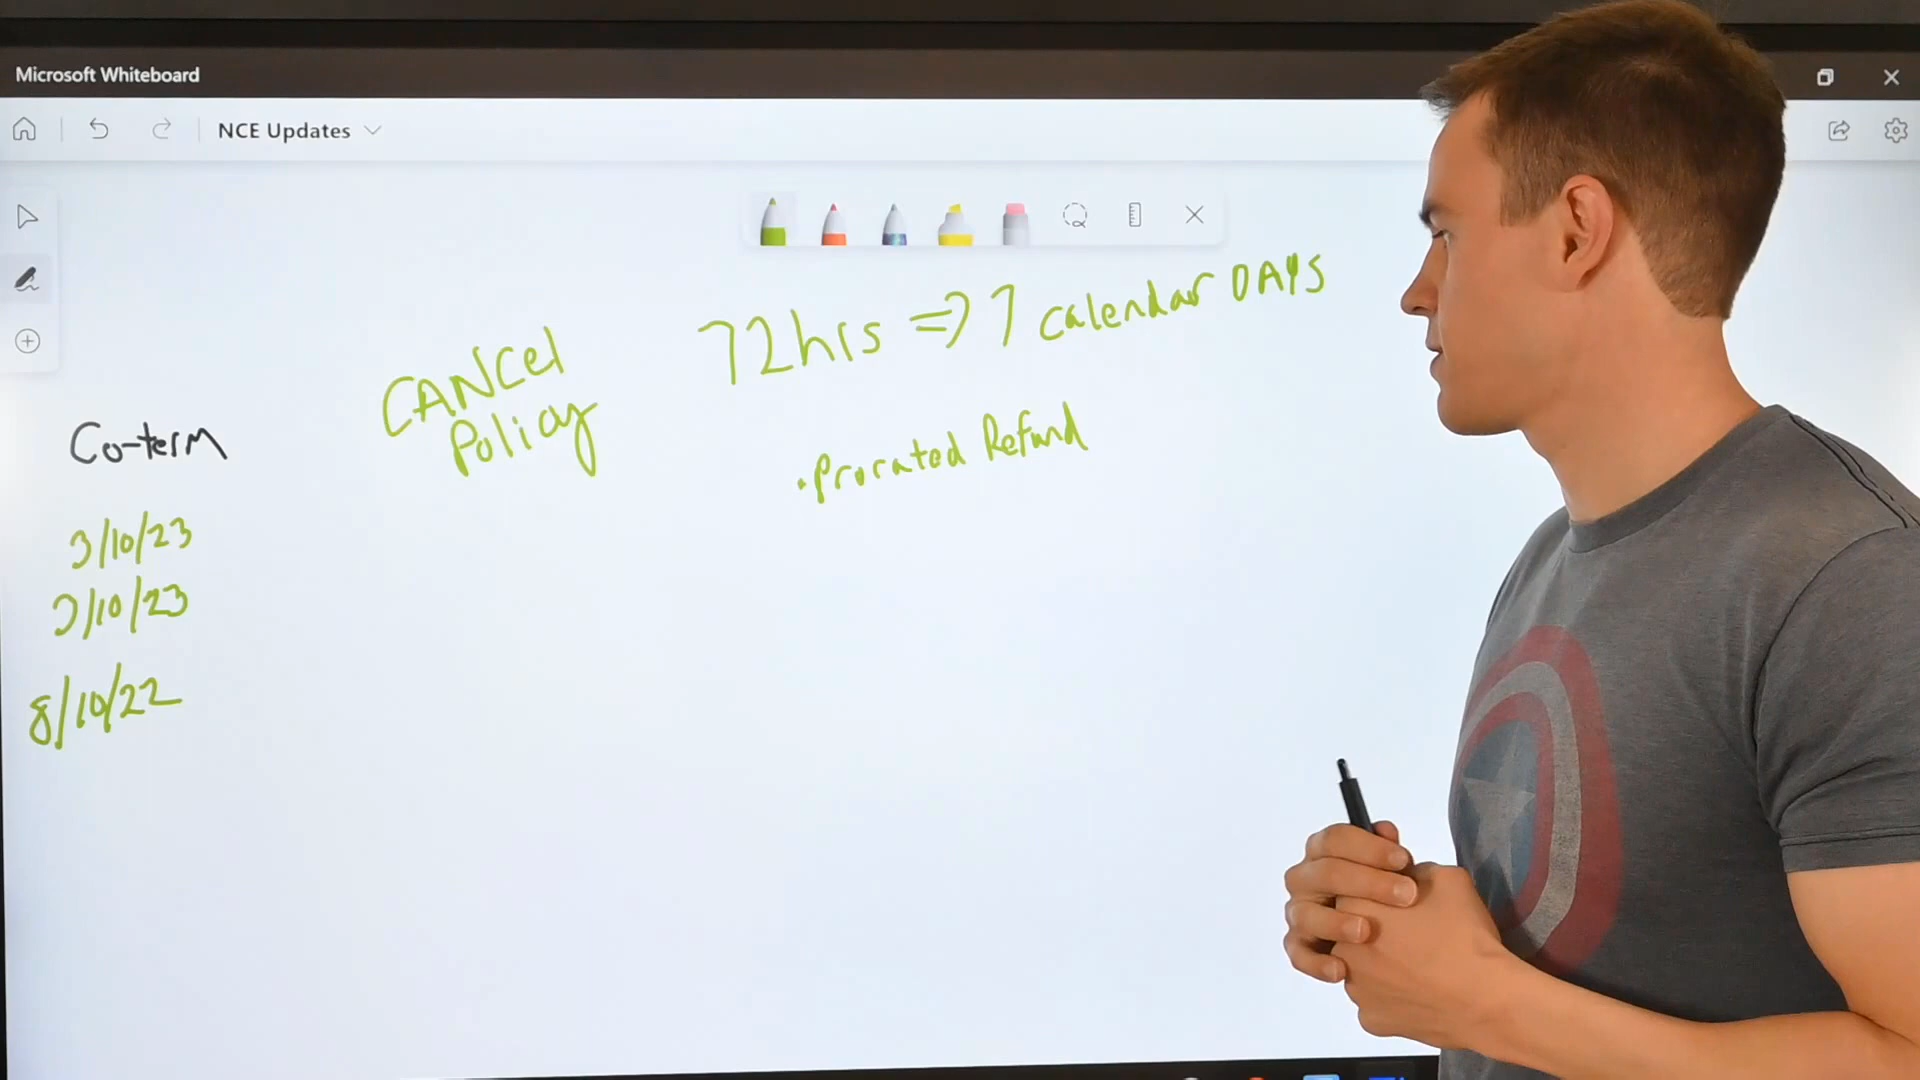 Microsoft Whiteboard
NCE Updates
72hrs => 7 calendar DAYS
CANCel
Policy
• Prorated Refund
Co-term
3/10/23
3/10/23
8/10/22